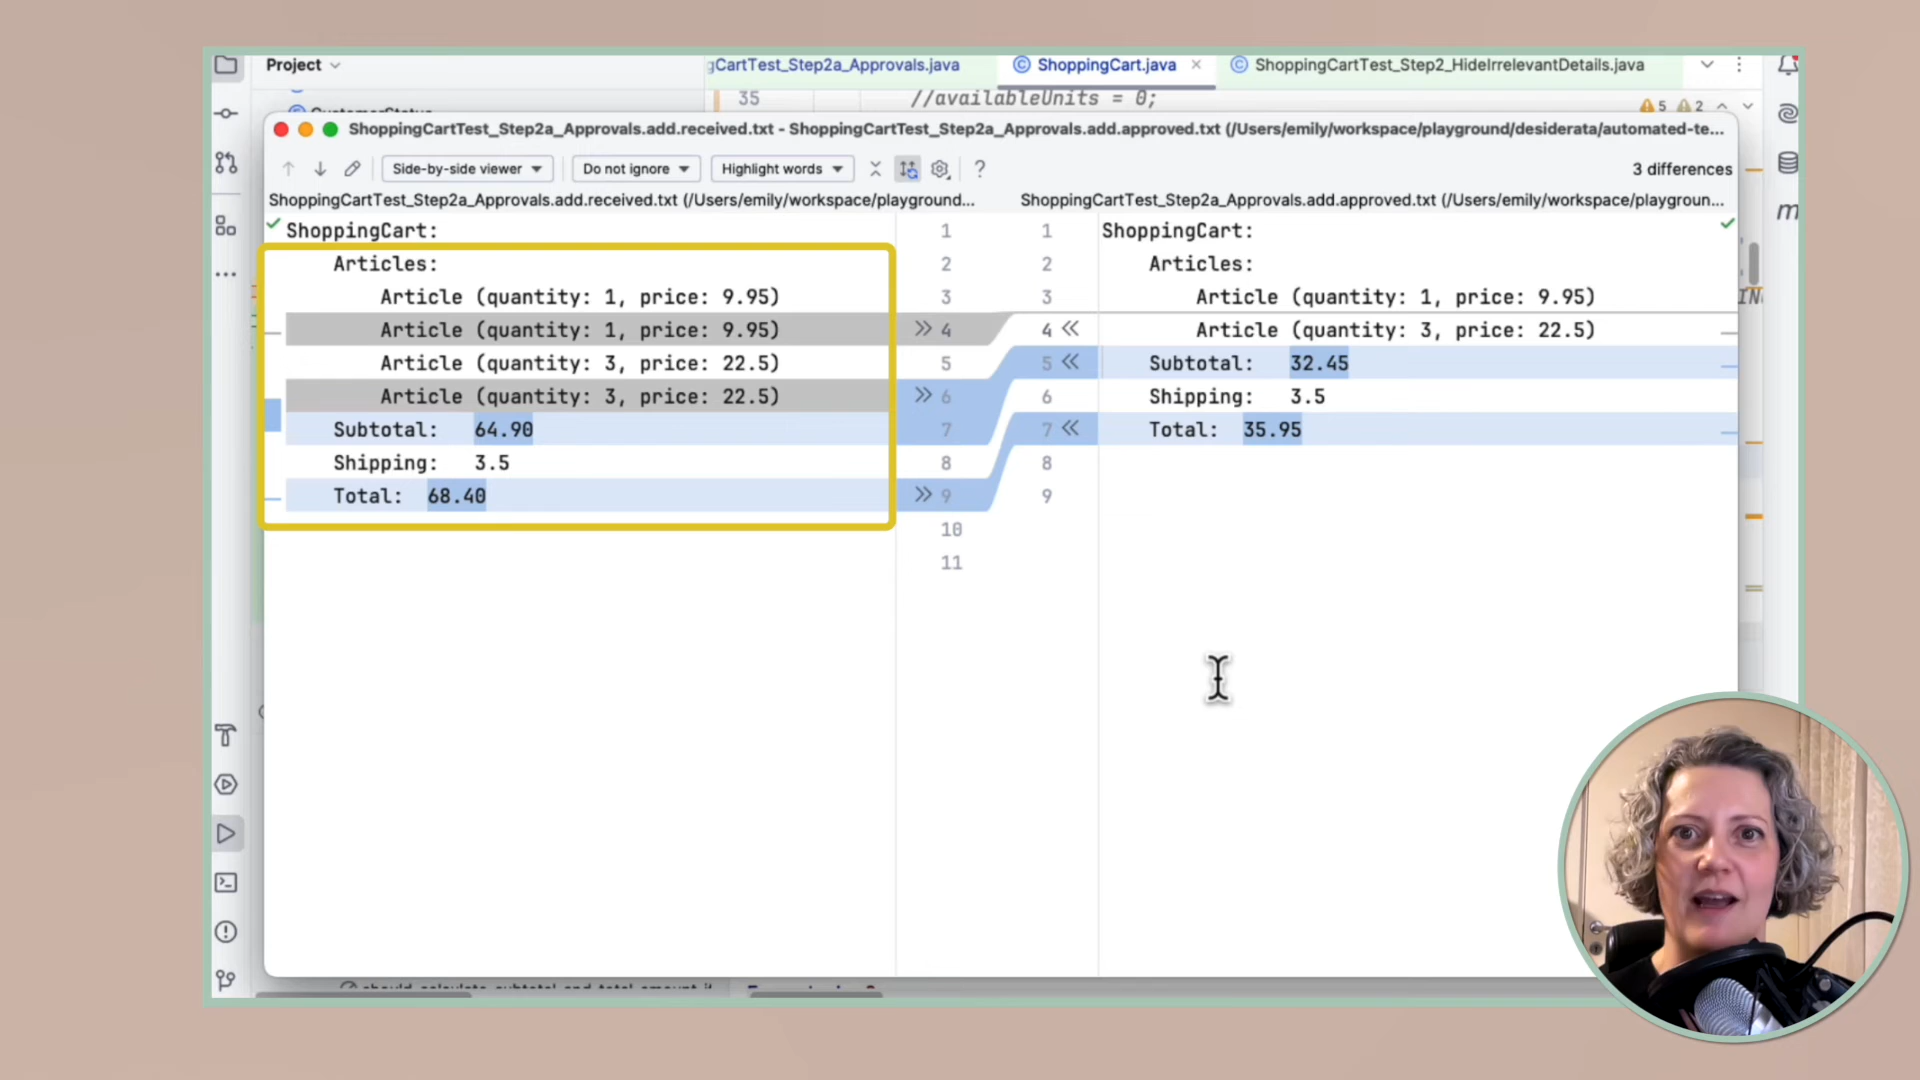 Project
gCartTest_Step2a_Approvals.java
ShoppingCart.java
ShoppingCartTest_Step2_HideIrrelevantDetails.java
35
//availableUnits = 0;
5
2
ShoppingCartTest_Step2a_Approvals.add.received.txt - ShoppingCartTest_Step2a_Approvals.add.approved.txt (/Users/emily/workspace/playground/desiderata/automated-te...
Side-by-side viewer
Do not ignore
Highlight words
?
3 differences
ShoppingCartTest_Step2a_Approvals.add.received.txt (/Users/emily/workspace/playground...
ShoppingCartTest_Step2a_Approvals.add.approved.txt (/Users/emily/workspace/playgroun...
ShoppingCart: 1
Articles: 2
Article (quantity: 1, price: 9.95) 3
Article (quantity: 1, price: 9.95) 4
Article (quantity: 3, price: 22.5) 5
Article (quantity: 3, price: 22.5) 6
Subtotal: 64.90 7
Shipping: 3.5 8
Total: 68.40 9
10
11
1 ShoppingCart:
2 Articles:
3 Article (quantity: 1, price: 9.95)
4 Article (quantity: 3, price: 22.5)
5 Subtotal: 32.45
6 Shipping: 3.5
7 Total: 35.95
8
9